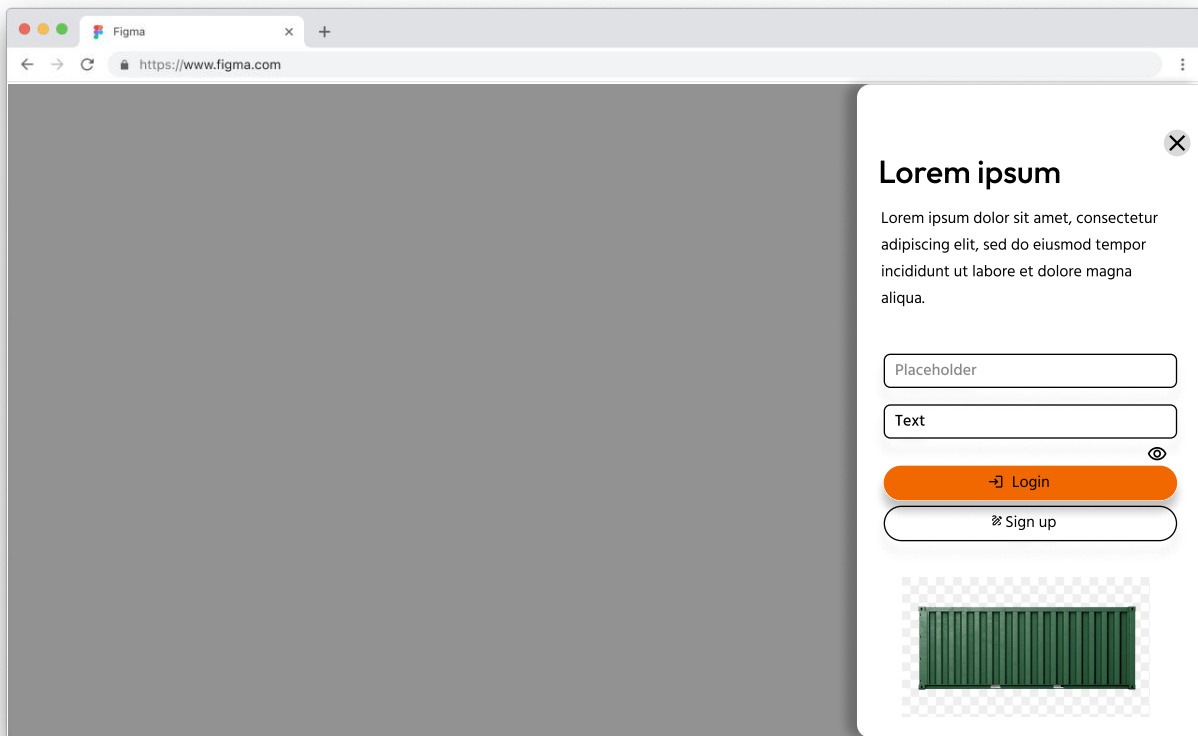 Figma
https://www.figma.com
Lorem ipsum
Lorem ipsum dolor sit amet, consectetur
adipiscing elit, sed do eiusmod tempor
incididunt ut labore et dolore magna
aliqua.
Placeholder
Text
Login
Sign up